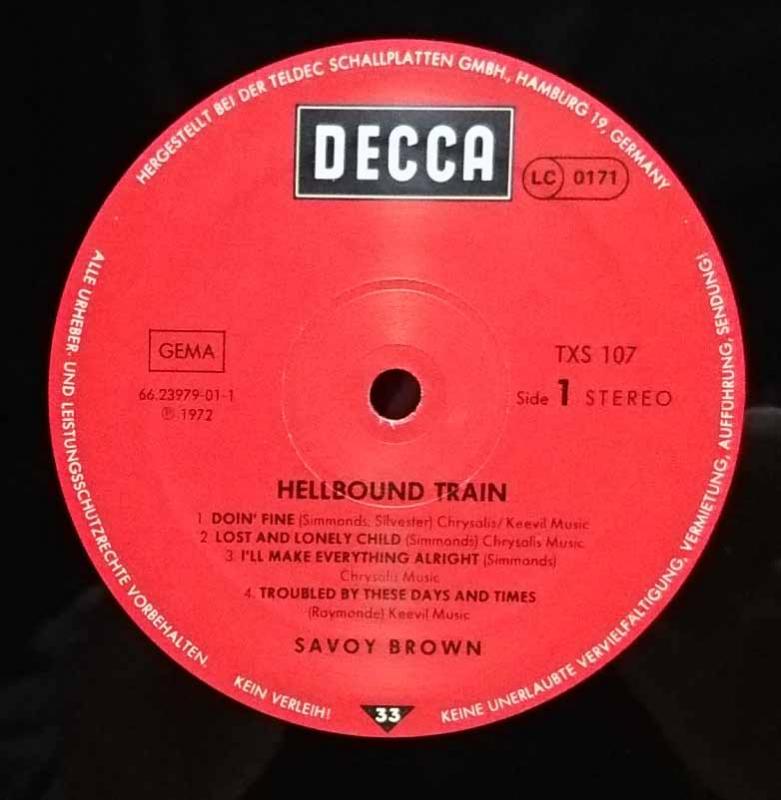 HERGESTELLT BEI DER TELDEC SCHALLPLATTEN GMBH., HAMBURG 19, GERMANY
DECCA
LC 0171
GEMA
66.23979-01-1
Ⓟ 1972
TXS 107
Side 1 STEREO
HELLBOUND TRAIN
1. DOIN' FINE (Simmonds, Silvester) Chrysalis/Keevil Music
2. LOST AND LONELY CHILD (Simmonds) Chrysalis Music
3. I'LL MAKE EVERYTHING ALRIGHT (Simmonds)
Chrysalis Music
4. TROUBLED BY THESE DAYS AND TIMES
(Raymonde) Keevil Music
SAVOY BROWN
ALLE URHEBER- UND LEISTUNGSSCHUTZRECHTE VORBEHALTEN.
KEIN VERLEIH!
33
KEINE UNERLAUBTE VERVIELFÄLTIGUNG, VERMIETUNG, AUFFÜHRUNG, SENDUNG!